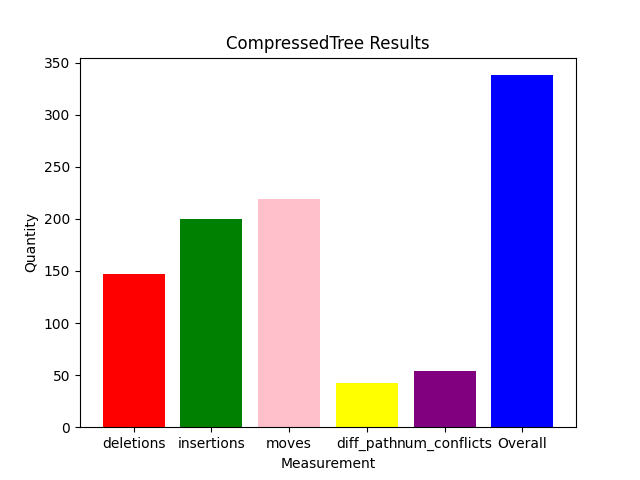 CompressedTree Results
350
300
250
200
150
100
50
0
Quantity
deletions insertions moves diff_path num_conflicts Overall
Measurement